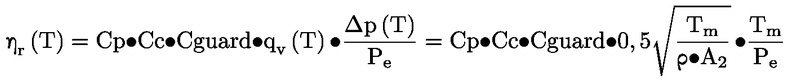 η_r (T) = Cp•Cc•Cguard•q_v (T) • Δp (T) / P_e = Cp•Cc•Cguard•0,5 √(T_m / ρ•A_2) • T_m / P_e